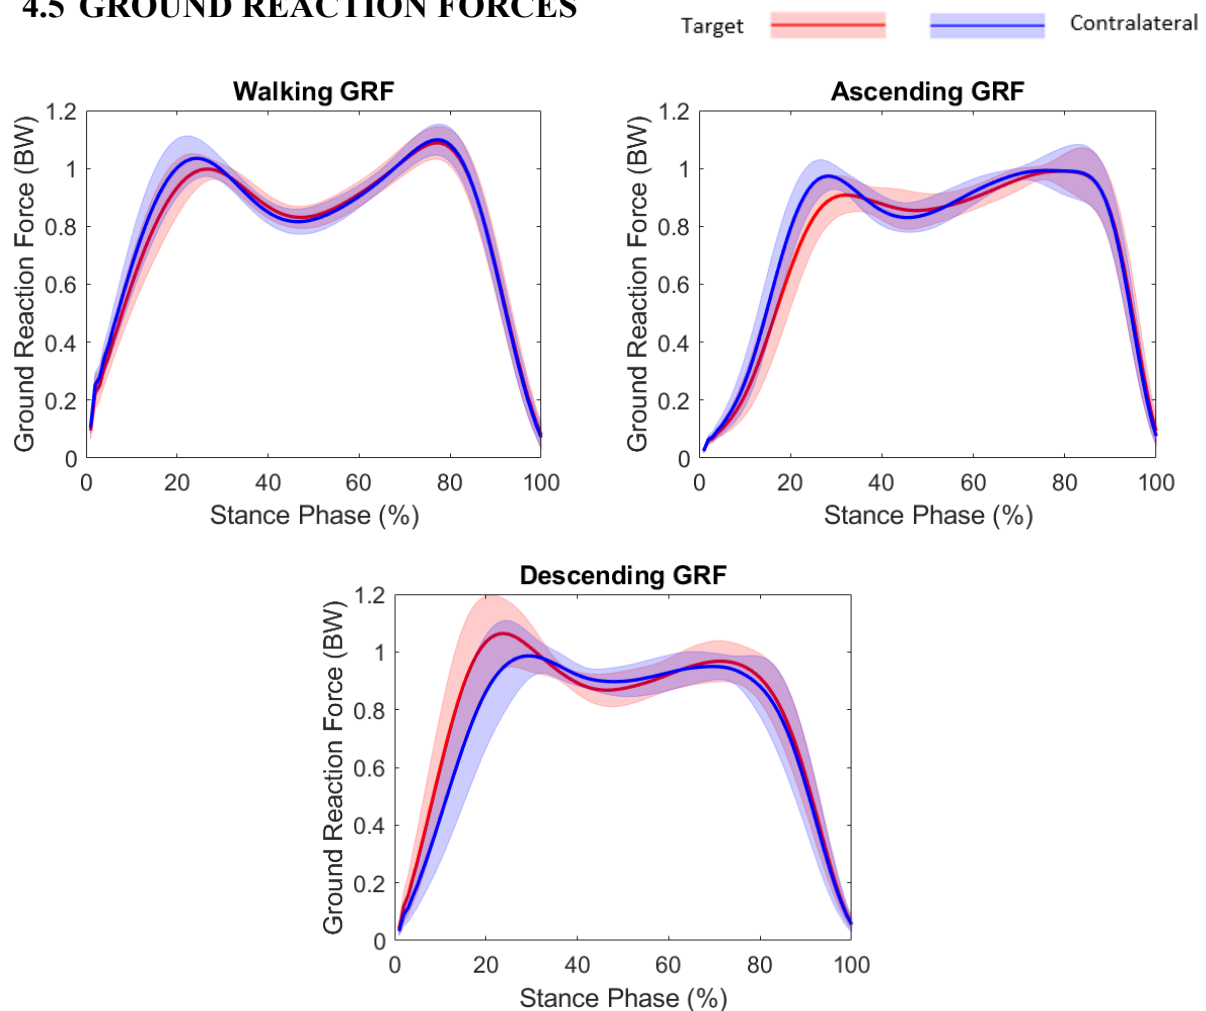 4.5 GROUND REACTION FORCES
Target
Contralateral
Walking GRF
Ground Reaction Force (BW)
1.2
1
0.8
0.6
0.4
0.2
0
0 20 40 60 80 100
Stance Phase (%)
Ascending GRF
Ground Reaction Force (BW)
1.2
1
0.8
0.6
0.4
0.2
0
0 20 40 60 80 100
Stance Phase (%)
Descending GRF
Ground Reaction Force (BW)
1.2
1
0.8
0.6
0.4
0.2
0
0 20 40 60 80 100
Stance Phase (%)